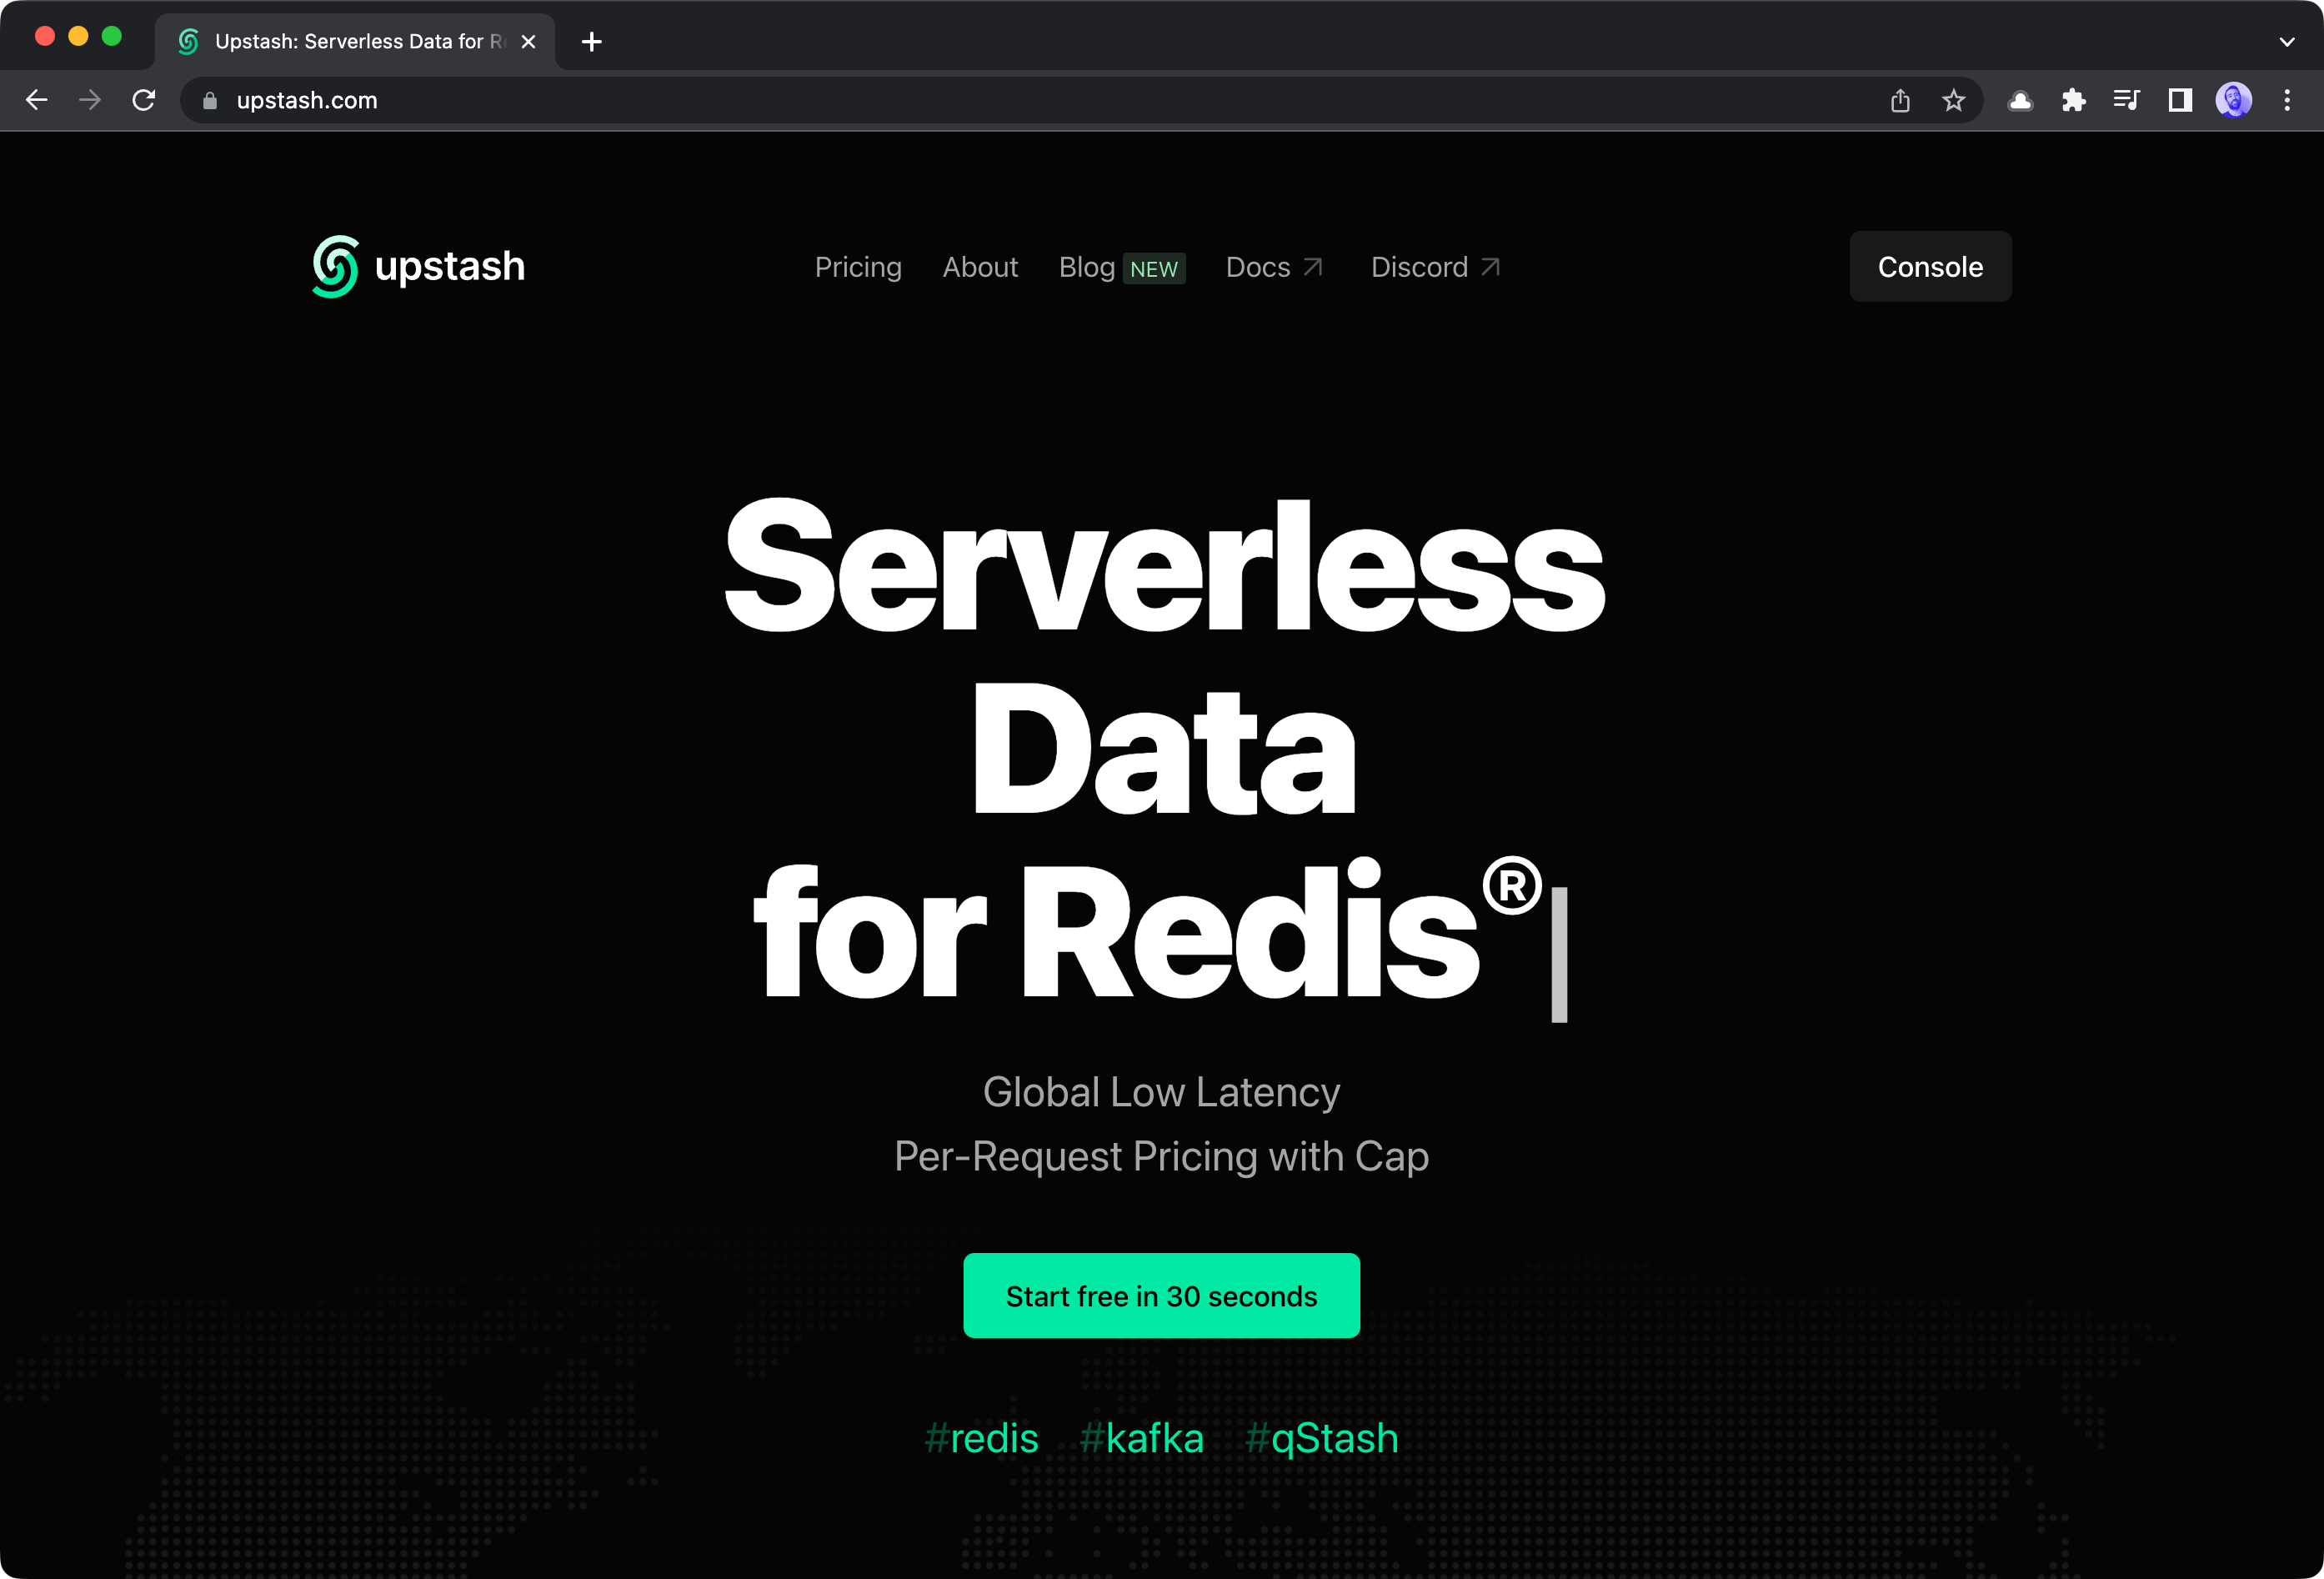 Upstash: Serverless Data for R
upstash.com
upstash
Pricing About Blog NEW Docs Discord
Console
Serverless
Data
for Redis®
Global Low Latency
Per-Request Pricing with Cap
Start free in 30 seconds
#redis #kafka #qStash